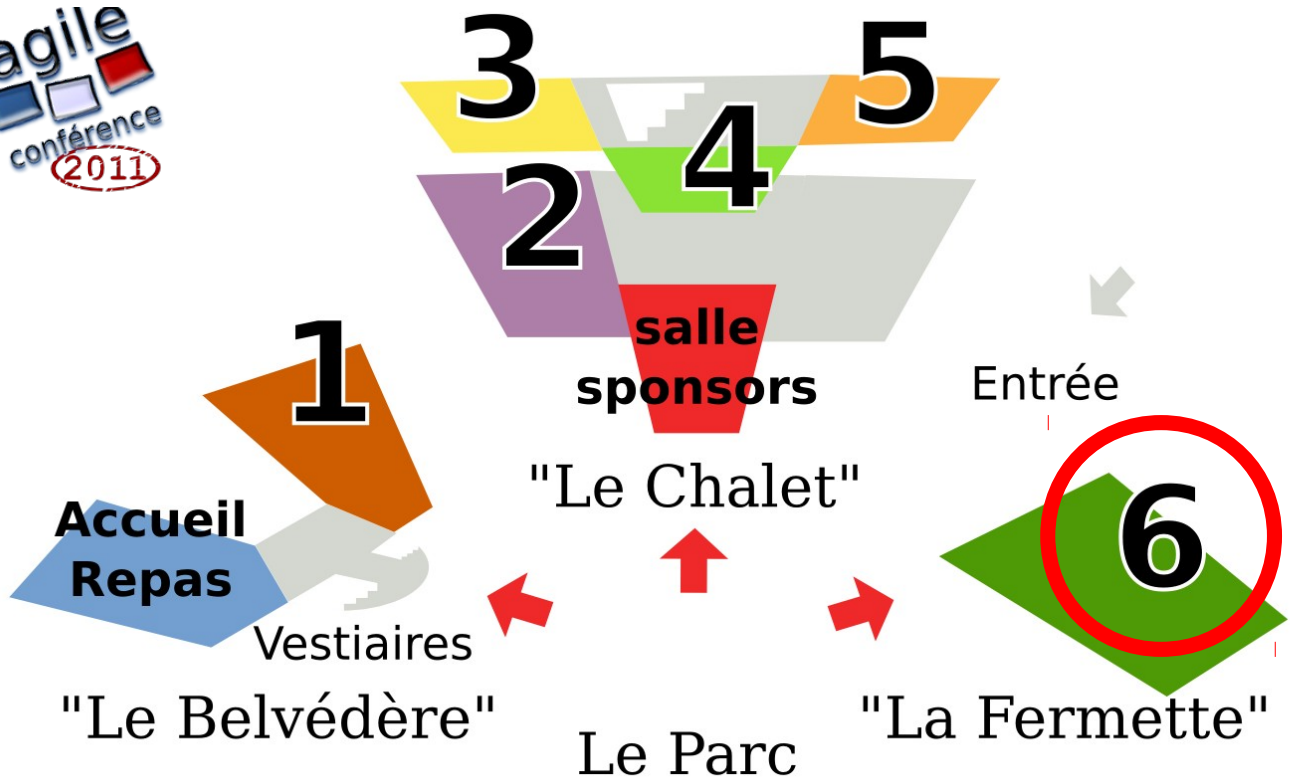 agile
conférence
2011
3
5
4
2
1
salle
sponsors
Entrée
"Le Chalet"
6
Accueil
Repas
Vestiaires
"Le Belvédère"
"La Fermette"
Le Parc